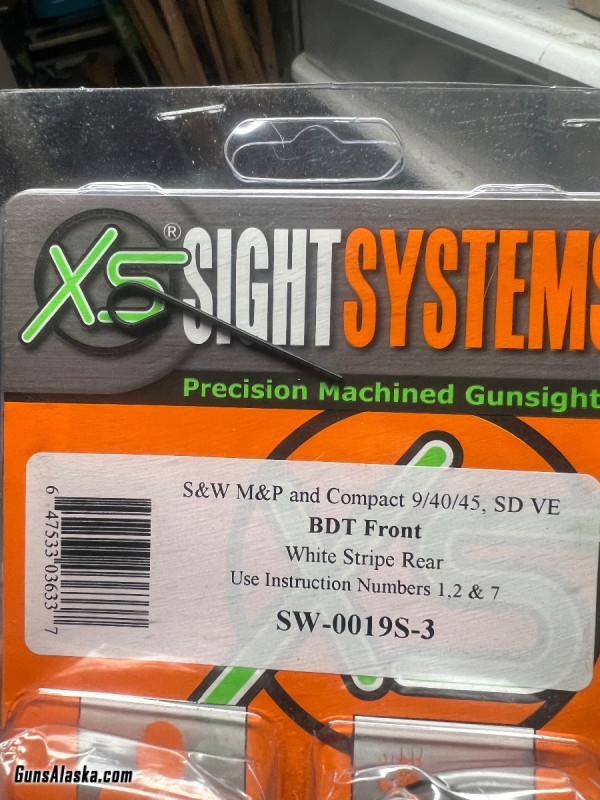 XS® SIGHTSYSTEMS
Precision Machined Gunsight
S&W M&P and Compact 9/40/45, SD VE
BDT Front
White Stripe Rear
Use Instruction Numbers 1,2 & 7
SW-0019S-3
6 47533 03633 7
GunsAlaska.com